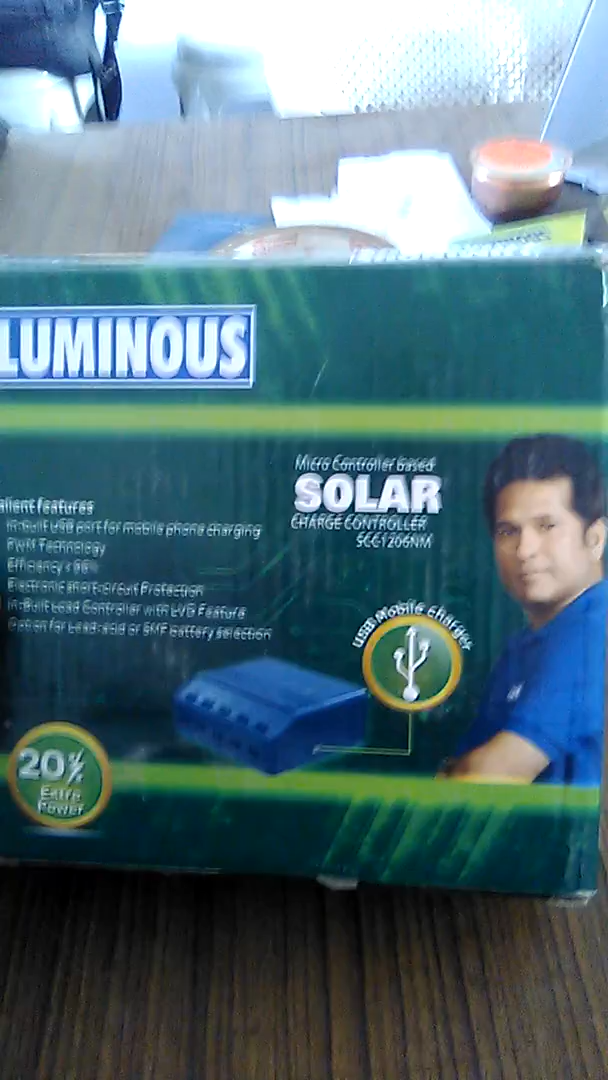 LUMINOUS
Micro Controller based
SOLAR
CHARGE CONTROLLER
SCC1206NM
alient features
In-Built USB port for mobile phone charging
PWM Technology
Efficiency
Electronic short-circuit Protection
In-Built Load Controller with LVD Feature
Option for Lead-acid or SMF battery selection
USB Mobile charger
20%
Extra
Power